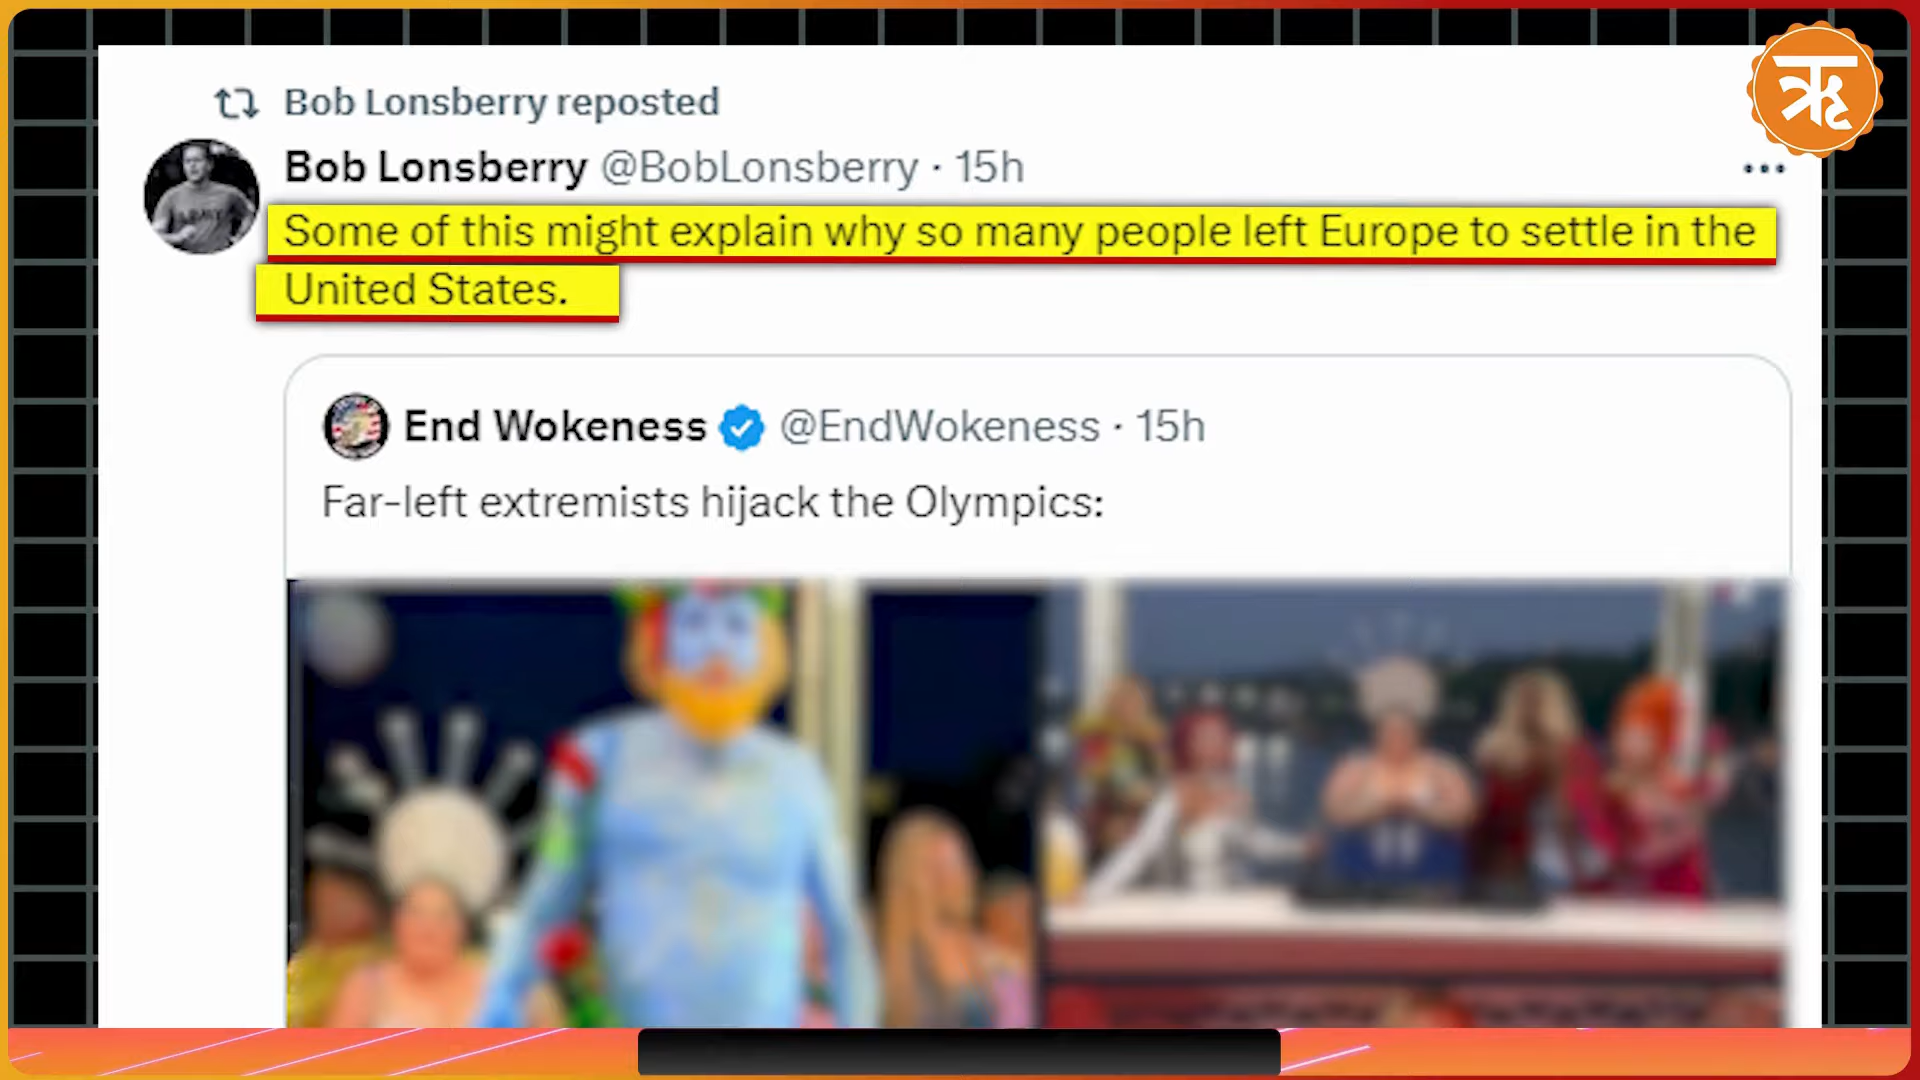 ऋ
Bob Lonsberry reposted
Bob Lonsberry @BobLonsberry · 15h
Some of this might explain why so many people left Europe to settle in the
United States.
End Wokeness @EndWokeness · 15h
Far-left extremists hijack the Olympics: